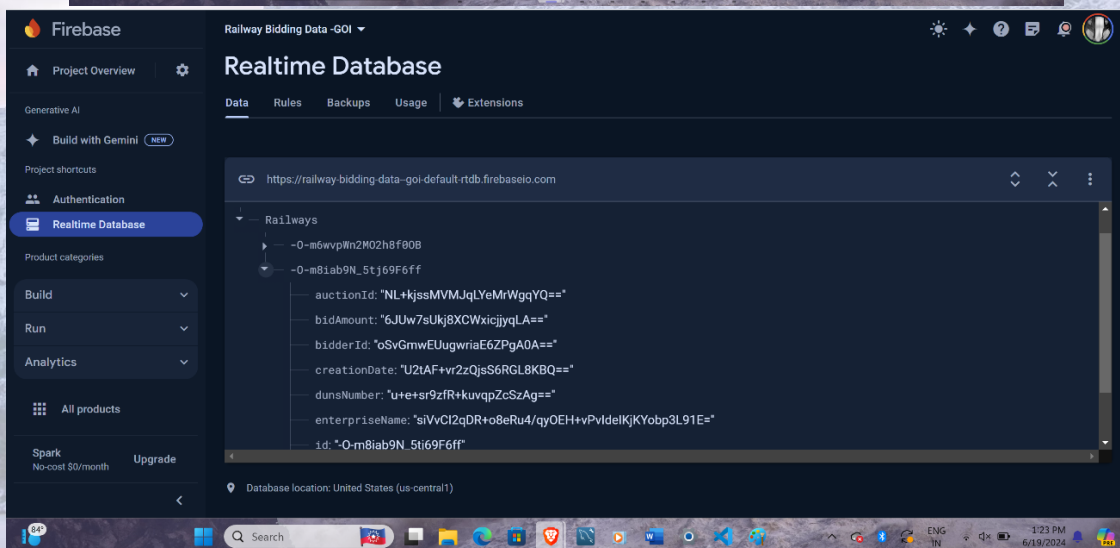 Firebase
Project Overview
Generative AI
Build with Gemini NEW
Project shortcuts
Authentication
Realtime Database
Product categories
Build
Run
Analytics
All products
Spark
No-cost $0/month
Upgrade
Railway Bidding Data -GOI
Realtime Database
Data Rules Backups Usage Extensions
https://railway-bidding-data--goi-default-rtdb.firebaseio.com
Railways
-O-m6wvpWn2MO2h8f0OB
-O-m8iab9N_5tj69F6ff
auctionId: "NL+kjssMVMJqLYeMrWgqYQ=="
bidAmount: "6JUw7sUkj8XCWxicjjyqLA=="
bidderId: "oSvGmwEUugwriaE6ZPgA0A=="
creationDate: "U2tAF+vr2zQjsS6RGL8KBQ=="
dunsNumber: "u+e+sr9zfR+kuvqpZcSzAg=="
enterpriseName: "siVvCI2qDR+o8eRu4/qyOEH+vPvIdelKjKYobp3L91E="
id: "-O-m8iab9N_5tj69F6ff"
Database location: United States (us-central1)
84°
Search
ENG
IN
1:23 PM
6/19/2024
PRE